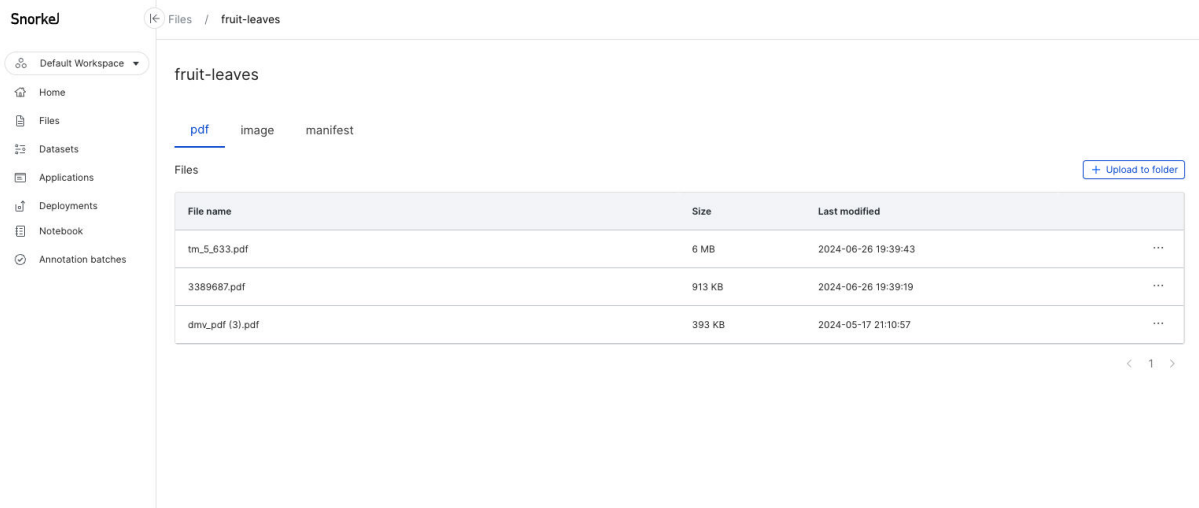 Snorkel
Files / fruit-leaves
Default Workspace
Home
Files
Datasets
Applications
Deployments
Notebook
Annotation batches
fruit-leaves
pdf image manifest
Files
+ Upload to folder
File name Size Last modified
tm_5_633.pdf 6 MB 2024-06-26 19:39:43 ...
3389687.pdf 913 KB 2024-06-26 19:39:19 ...
dmv_pdf (3).pdf 393 KB 2024-05-17 21:10:57 ...
< 1 >